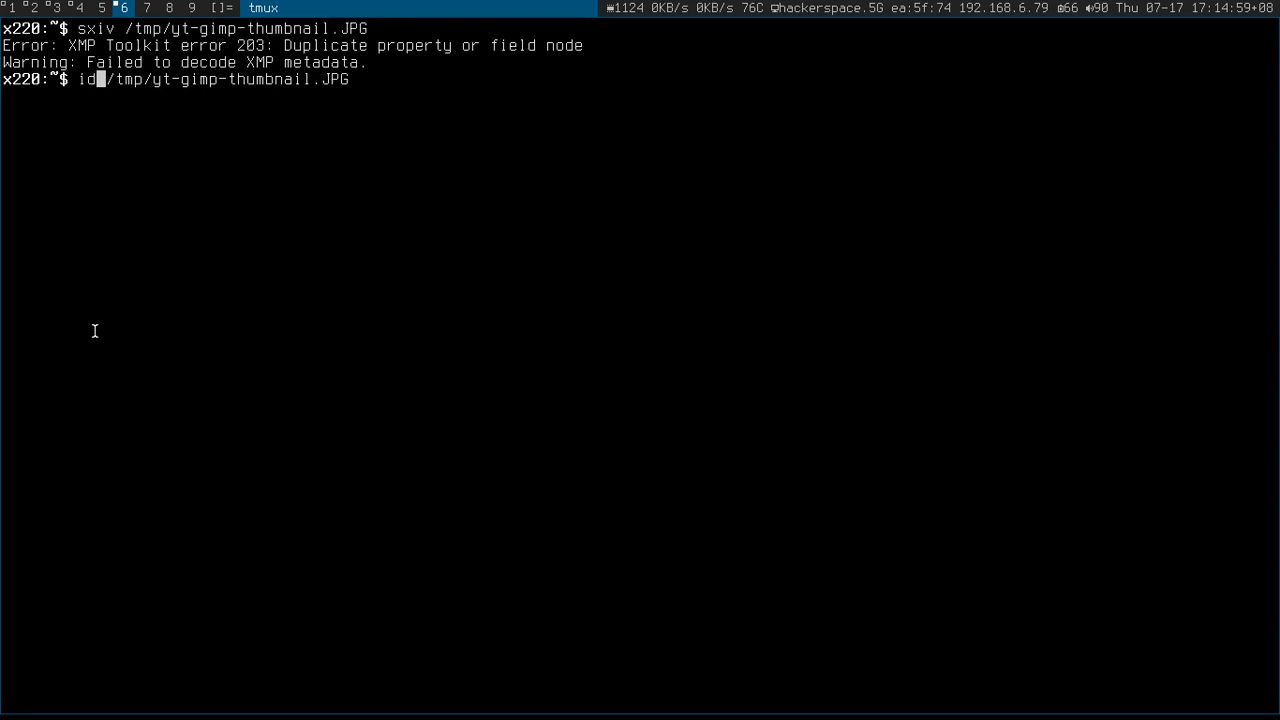 1 2 3 4 5 6 7 8 9 []= tmux 1124 0KB/s 0KB/s 76C hackerspace.5G ea:5f:74 192.168.6.79 66 90 Thu 07-17 17:14:59+08
x220:~$ sxiv /tmp/yt-gimp-thumbnail.JPG
Error: XMP Toolkit error 203: Duplicate property or field node
Warning: Failed to decode XMP metadata.
x220:~$ id /tmp/yt-gimp-thumbnail.JPG